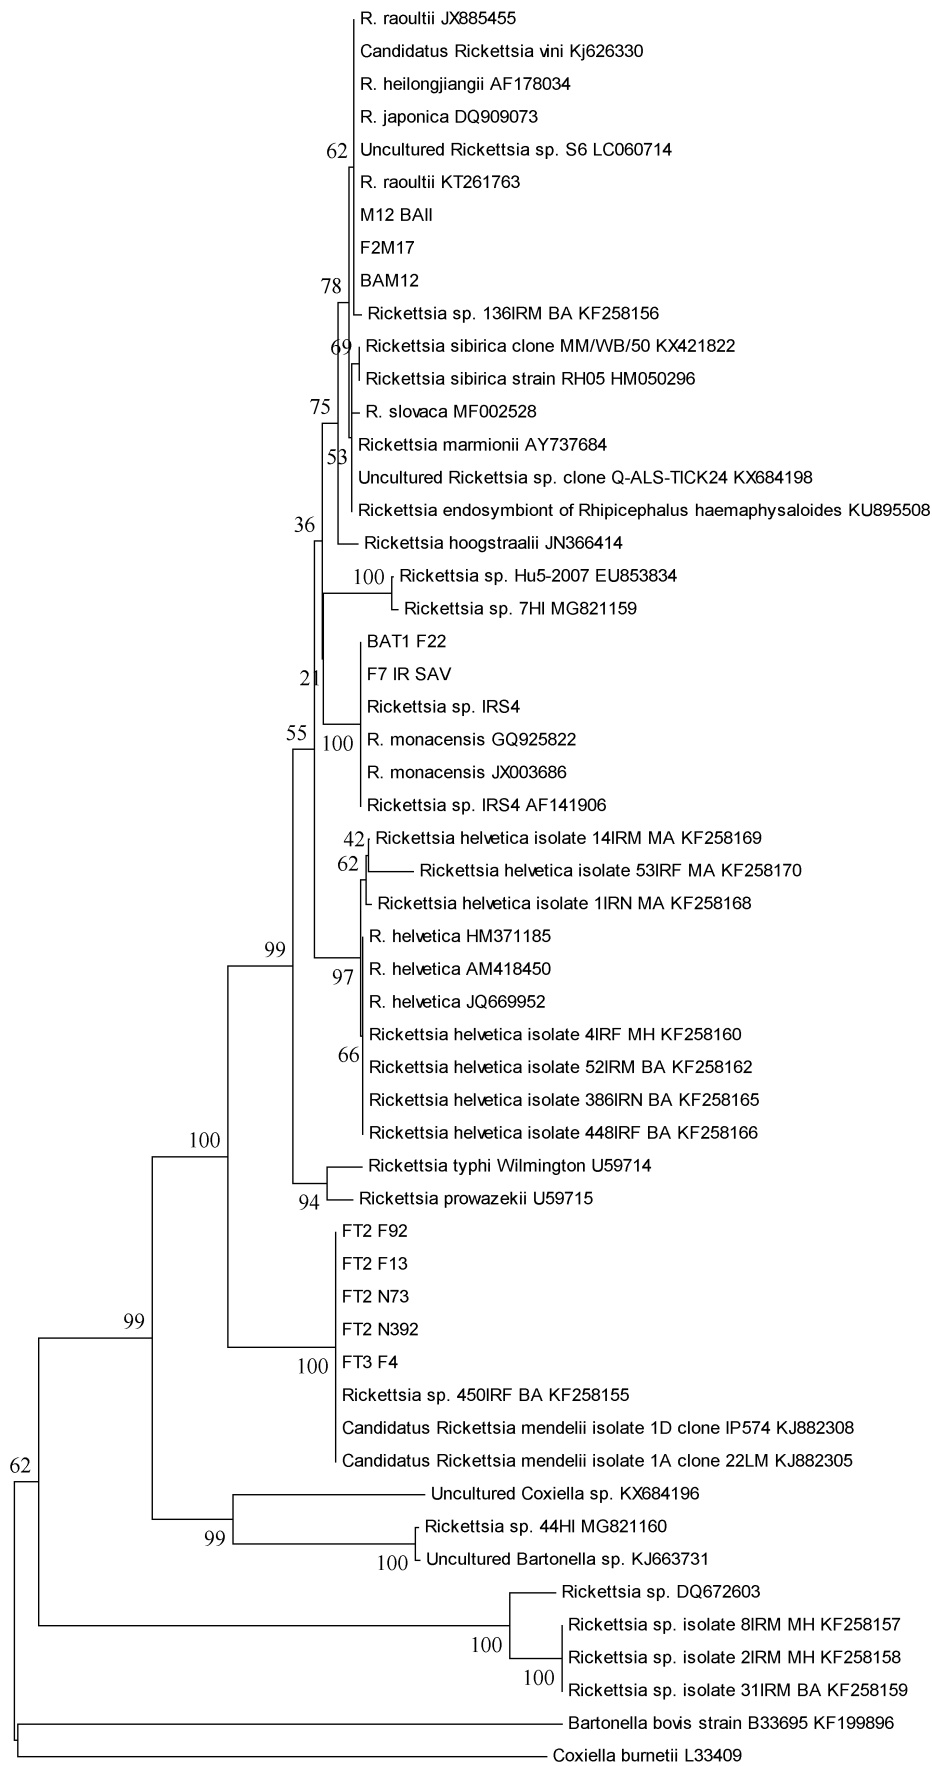 R. raoultii JX885455
Candidatus Rickettsia vini Kj626330
R. heilongjiangii AF178034
R. japonica DQ909073
62
Uncultured Rickettsia sp. S6 LC060714
R. raoultii KT261763
M12 BAII
F2M17
BAM12
78
Rickettsia sp. 136IRM BA KF258156
69
Rickettsia sibirica clone MM/WB/50 KX421822
Rickettsia sibirica strain RH05 HM050296
75
R. slovaca MF002528
Rickettsia marmionii AY737684
53
Uncultured Rickettsia sp. clone Q-ALS-TICK24 KX684198
Rickettsia endosymbiont of Rhipicephalus haemaphysaloides KU895508
36
Rickettsia hoogstraalii JN366414
100
Rickettsia sp. Hu5-2007 EU853834
Rickettsia sp. 7HI MG821159
BAT1 F22
21
F7 IR SAV
Rickettsia sp. IRS4
55
R. monacensis GQ925822
100
R. monacensis JX003686
Rickettsia sp. IRS4 AF141906
42
Rickettsia helvetica isolate 14IRM MA KF258169
62
Rickettsia helvetica isolate 53IRF MA KF258170
Rickettsia helvetica isolate 1IRN MA KF258168
99
R. helvetica HM371185
97
R. helvetica AM418450
R. helvetica JQ669952
Rickettsia helvetica isolate 4IRF MH KF258160
66
Rickettsia helvetica isolate 52IRM BA KF258162
Rickettsia helvetica isolate 386IRN BA KF258165
Rickettsia helvetica isolate 448IRF BA KF258166
100
Rickettsia typhi Wilmington U59714
94
Rickettsia prowazekii U59715
FT2 F92
FT2 F13
FT2 N73
99
FT2 N392
100
FT3 F4
Rickettsia sp. 450IRF BA KF258155
Candidatus Rickettsia mendelii isolate 1D clone IP574 KJ882308
Candidatus Rickettsia mendelii isolate 1A clone 22LM KJ882305
62
Uncultured Coxiella sp. KX684196
99
Rickettsia sp. 44HI MG821160
100
Uncultured Bartonella sp. KJ663731
Rickettsia sp. DQ672603
100
Rickettsia sp. isolate 8IRM MH KF258157
Rickettsia sp. isolate 2IRM MH KF258158
100
Rickettsia sp. isolate 31IRM BA KF258159
Bartonella bovis strain B33695 KF199896
Coxiella burnetii L33409